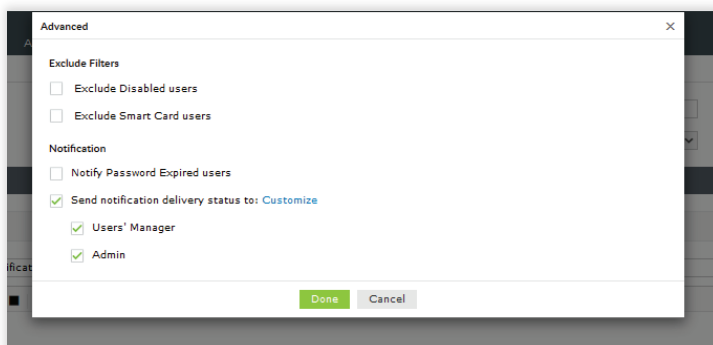 Advanced
Exclude Filters
Exclude Disabled users
Exclude Smart Card users
Notification
Notify Password Expired users
Send notification delivery status to: Customize
Users' Manager
Admin
Done Cancel